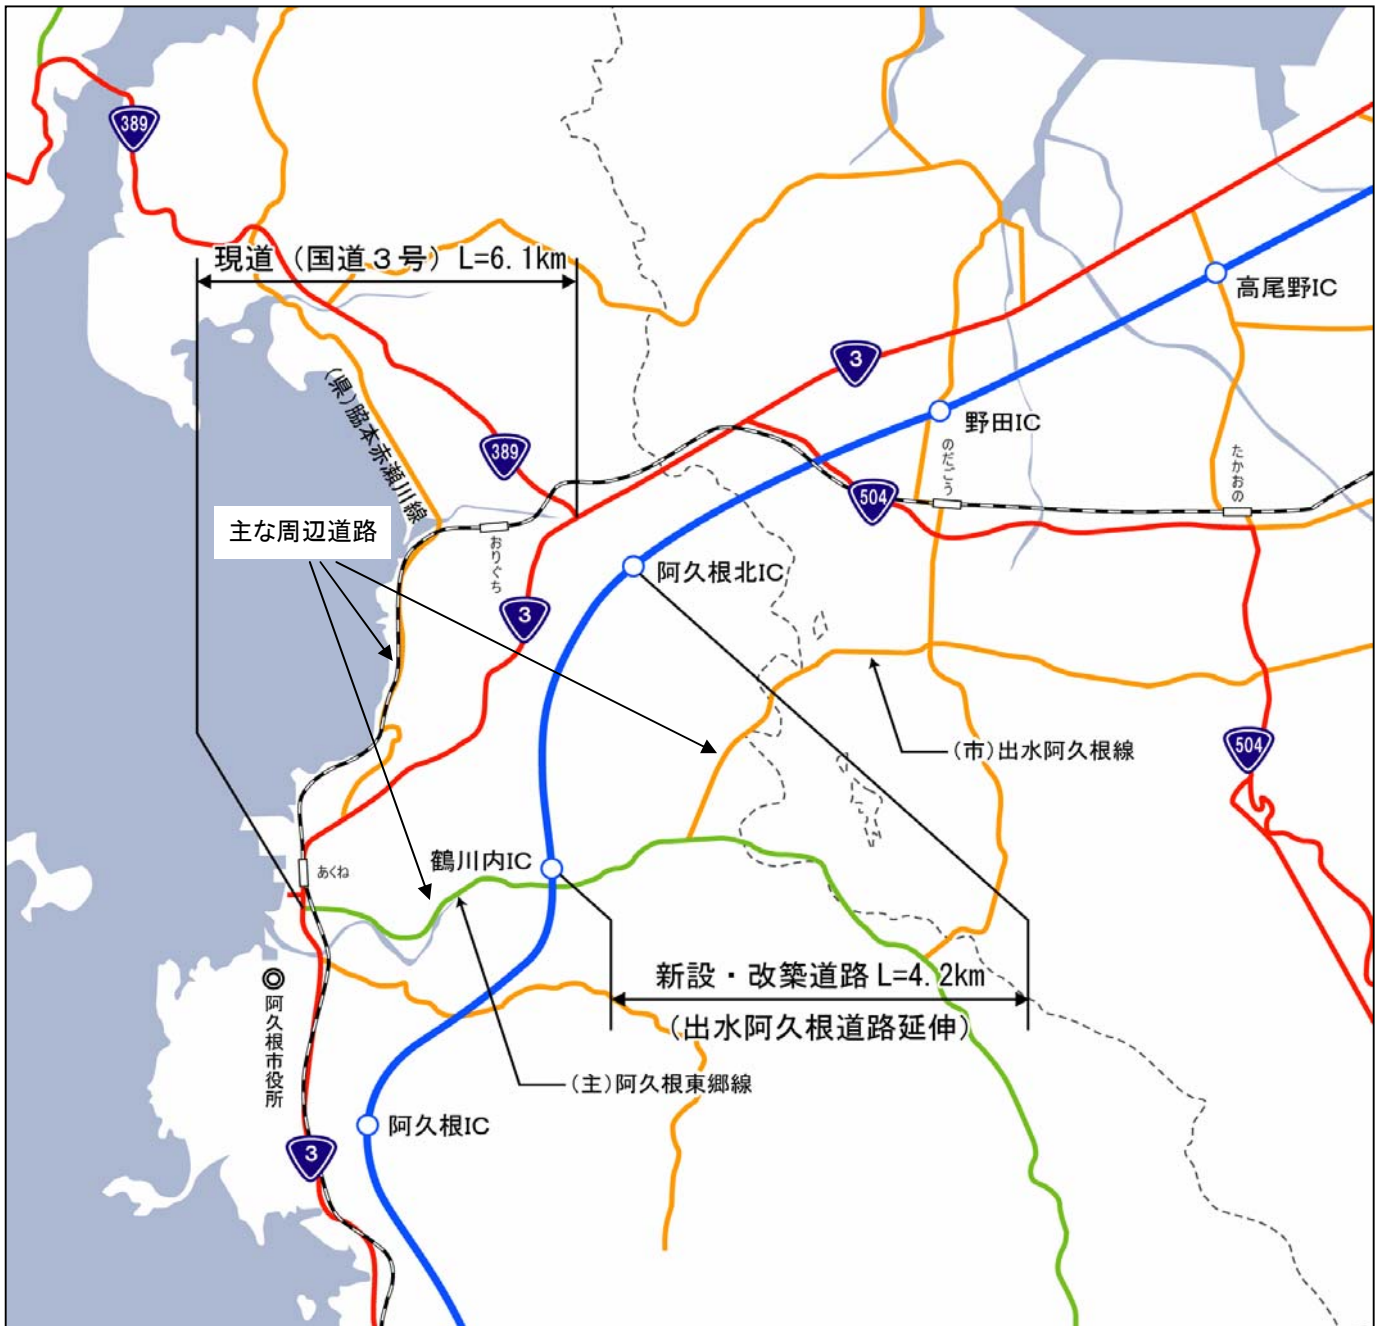 389
現道（国道３号）L=6.1km
高尾野IC
3
(県)脇本赤瀬川線
野田IC
389
のだごう
たかおの
504
主な周辺道路
おりぐち
阿久根北IC
3
(市)出水阿久根線
504
鶴川内IC
あくね
新設・改築道路 L=4.2km
(出水阿久根道路延伸)
阿久根市役所
(主)阿久根東郷線
阿久根IC
3